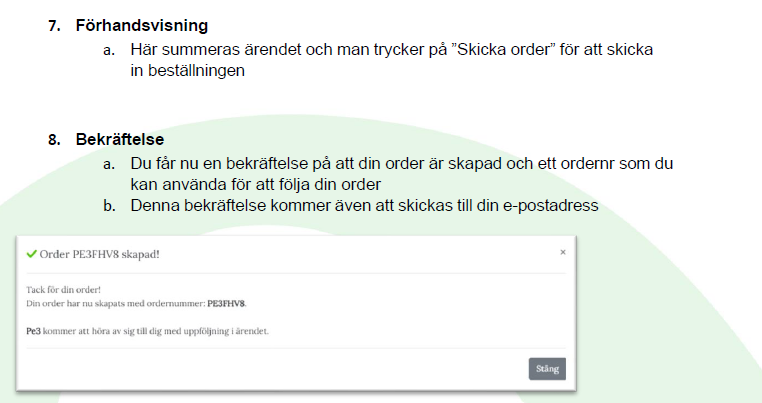 7. Förhandsvisning
a. Här summeras ärendet och man trycker på ”Skicka order” för att skicka
in beställningen
8. Bekräftelse
a. Du får nu en bekräftelse på att din order är skapad och ett ordernr som du
kan använda för att följa din order
b. Denna bekräftelse kommer även att skickas till din e-postadress
Order PE3FHV8 skapad!
Tack för din order!
Din order har nu skapats med ordernummer: PE3FHV8.
Pe3 kommer att höra av sig till dig med uppföljning i ärendet.
Stäng